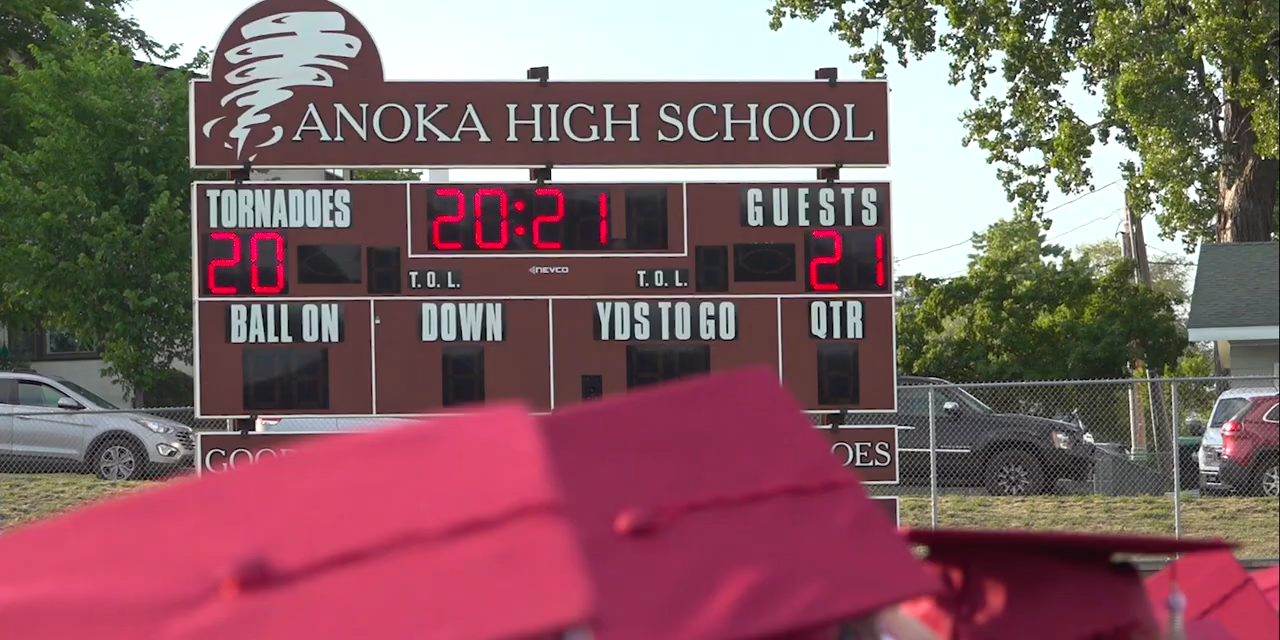 ANOKA HIGH SCHOOL
TORNADOES 20:21 GUESTS
20 21
T.O.L. NEVCO T.O.L.
BALL ON DOWN YDS TO GO QTR